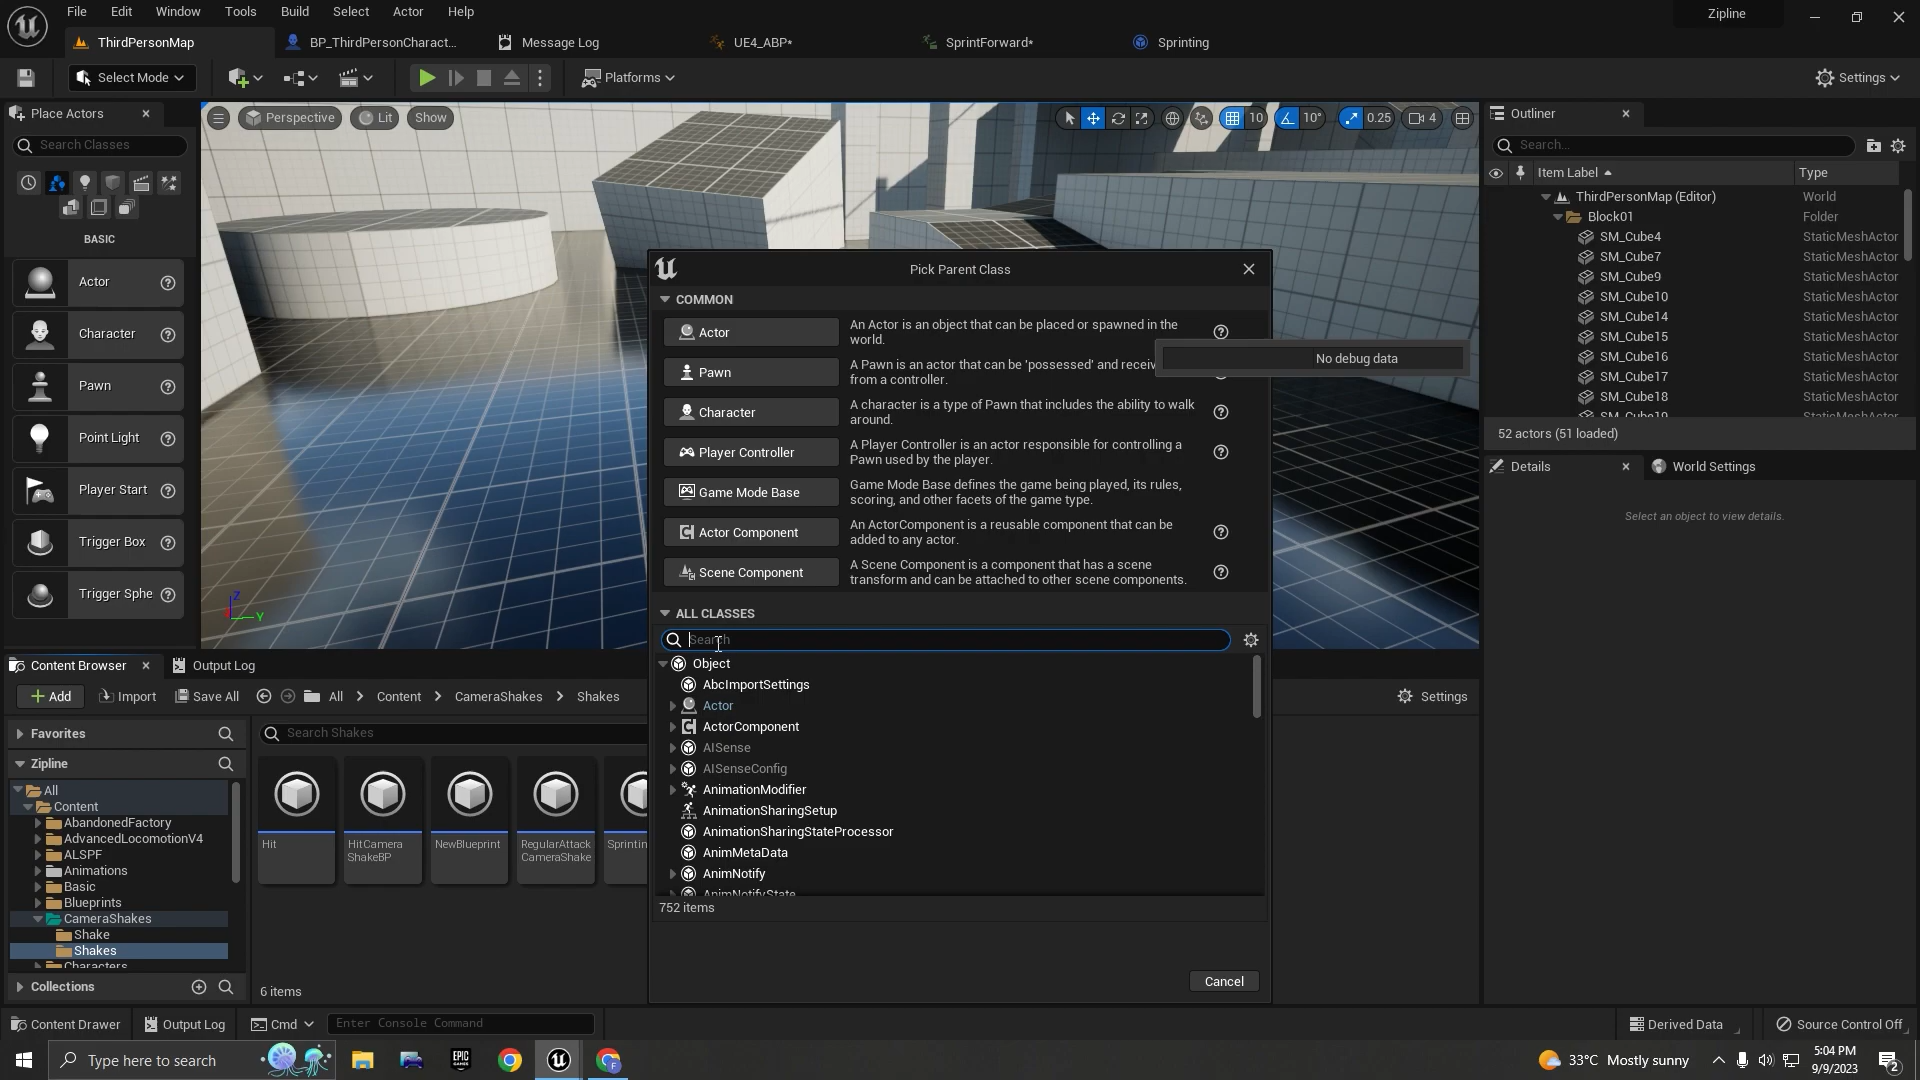 File Edit Window Tools Build Select Actor Help
Zipline
ThirdPersonMap BP_ThirdPersonCharact... Message Log UE4_ABP* SprintForward* Sprinting
Select Mode Platforms Settings
Place Actors
Search Classes
BASIC
Actor
Character
Pawn
Point Light
Player Start
Trigger Box
Trigger Sphe
Perspective Lit Show
10 10° 0.25 4
Z
Y
Pick Parent Class
COMMON
Actor
An Actor is an object that can be placed or spawned in the
world.
Pawn
A Pawn is an actor that can be 'possessed' and receiv
from a controller.
No debug data
Character
A character is a type of Pawn that includes the ability to walk
around.
Player Controller
A Player Controller is an actor responsible for controlling a
Pawn used by the player.
Game Mode Base
Game Mode Base defines the game being played, its rules,
scoring, and other facets of the game type.
Actor Component
An ActorComponent is a reusable component that can be
added to any actor.
Scene Component
A Scene Component is a component that has a scene
transform and can be attached to other scene components.
ALL CLASSES
Search
Object
AbcImportSettings
Actor
ActorComponent
AISense
AISenseConfig
AnimationModifier
AnimationSharingSetup
AnimationSharingStateProcessor
AnimMetaData
AnimNotify
AnimNotifyState
752 items
Cancel
Outliner
Search...
Item Label Type
ThirdPersonMap (Editor) World
Block01 Folder
SM_Cube4 StaticMeshActor
SM_Cube7 StaticMeshActor
SM_Cube9 StaticMeshActor
SM_Cube10 StaticMeshActor
SM_Cube14 StaticMeshActor
SM_Cube15 StaticMeshActor
SM_Cube16 StaticMeshActor
SM_Cube17 StaticMeshActor
SM_Cube18 StaticMeshActor
SM_Cube19 StaticMeshActor
52 actors (51 loaded)
Details World Settings
Select an object to view details.
Content Browser Output Log
Add Import Save All All Content CameraShakes Shakes Settings
Favorites
Zipline
All
Content
AbandonedFactory
AdvancedLocomotionV4
ALSPF
Animations
Basic
Blueprints
CameraShakes
Shake
Shakes
Characters
Collections
Search Shakes
Hit
HitCamera
ShakeBP
NewBlueprint
RegularAttack
CameraShake
Sprintin
6 items
Content Drawer Output Log Cmd Enter Console Command Derived Data Source Control Off
Type here to search
EPIC
GAMES
F
33°C Mostly sunny
5:04 PM
9/9/2023
2